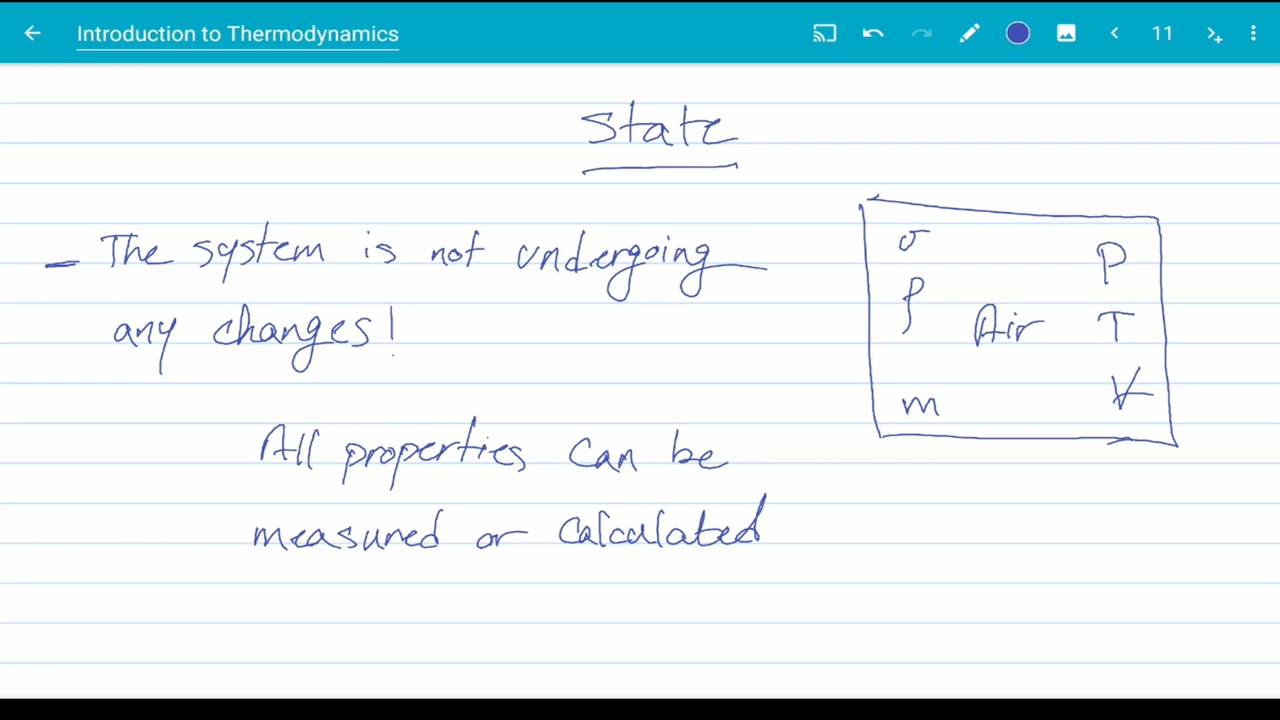 Introduction to Thermodynamics
11
State
- The system is not undergoing
any changes!
All properties can be
measured or calculated
υ P
ρ
Air T
m V